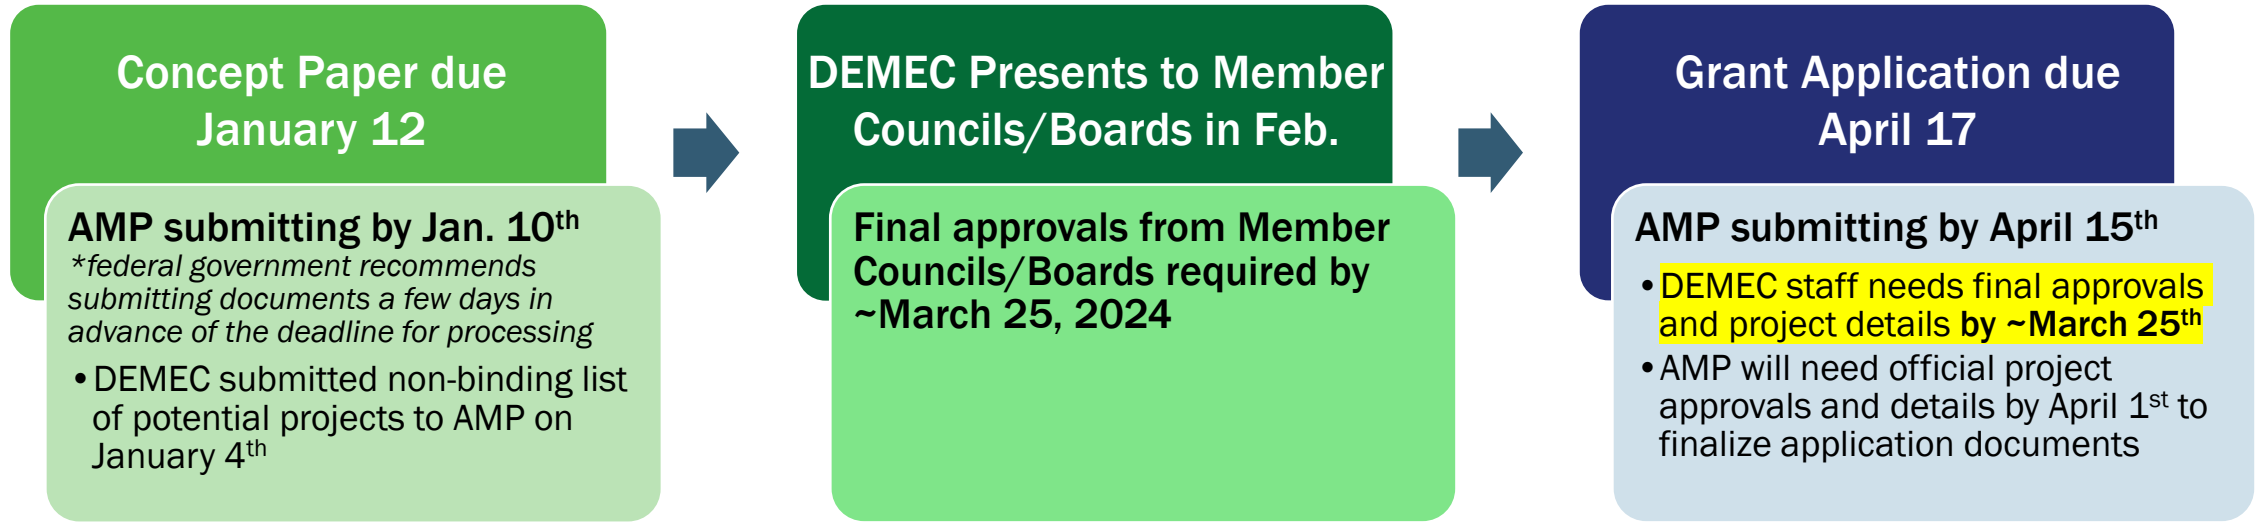 Concept Paper due
January 12
AMP submitting by Jan. 10th
*federal government recommends
submitting documents a few days in
advance of the deadline for processing
•DEMEC submitted non-binding list
of potential projects to AMP on
January 4th
DEMEC Presents to Member
Councils/Boards in Feb.
Final approvals from Member
Councils/Boards required by
~March 25, 2024
Grant Application due
April 17
AMP submitting by April 15th
•DEMEC staff needs final approvals
and project details by ~March 25th
•AMP will need official project
approvals and details by April 1st to
finalize application documents